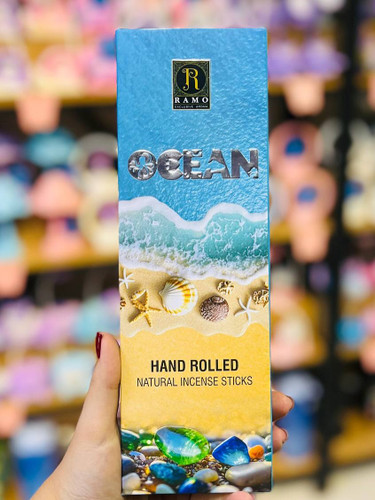 R
RAMO
OCEAN
HAND ROLLED
NATURAL INCENSE STICKS